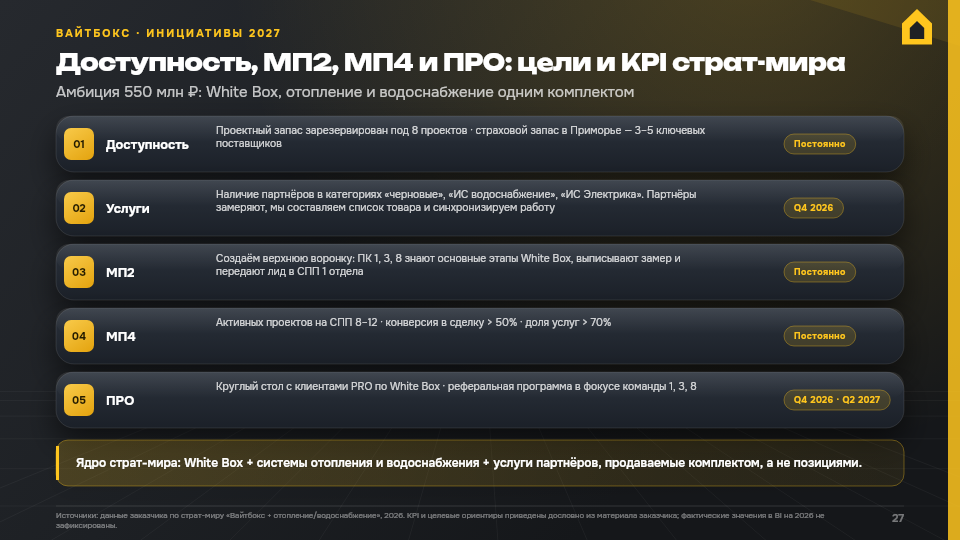 ВАЙТБОКС · ИНИЦИАТИВЫ 2027
Доступность, МП2, МП4 и ПРО: цели и KPI страт-мира
Амбиция 550 млн ₽: White Box, отопление и водоснабжение одним комплектом
01
Доступность
Проектный запас зарезервирован под 8 проектов · страховой запас в Приморье — 3–5 ключевых
поставщиков
Постоянно
02
Услуги
Наличие партнёров в категориях «черновые», «ИС водоснабжение», «ИС Электрика». Партнёры
замеряют, мы составляем список товара и синхронизируем работу
Q4 2026
03
МП2
Создаём верхнюю воронку: ПК 1, 3, 8 знают основные этапы White Box, выписывают замер и
передают лид в СПП 1 отдела
Постоянно
04
МП4
Активных проектов на СПП 8–12 · конверсия в сделку > 50% · доля услуг > 70%
Постоянно
05
ПРО
Круглый стол с клиентами PRO по White Box · реферальная программа в фокусе команды 1, 3, 8
Q4 2026 · Q2 2027
Ядро страт-мира: White Box + системы отопления и водоснабжения + услуги партнёров, продаваемые комплектом, а не позициями.
Источники: данные заказчика по страт-миру «Вайтбокс + отопление/водоснабжение», 2026. KPI и целевые ориентиры приведены дословно из материала заказчика; фактические значения в BI на 2026 не
зафиксированы.
27